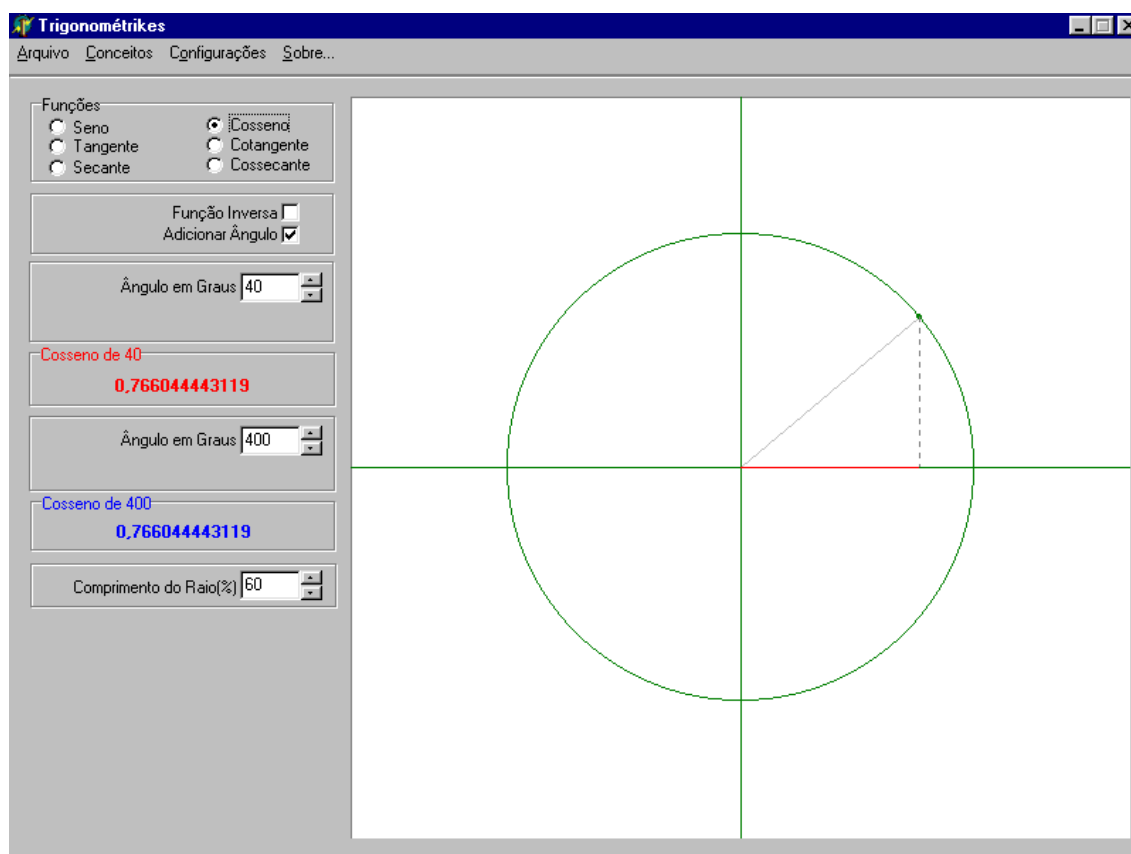 Trigonométrikes
Arquivo Conceitos Configurações Sobre...
Funções
Seno Cosseno
Tangente Cotangente
Secante Cossecante
Função Inversa
Adicionar Ângulo
Ângulo em Graus 40
Cosseno de 40
0,766044443119
Ângulo em Graus 400
Cosseno de 400
0,766044443119
Comprimento do Raio(%) 60